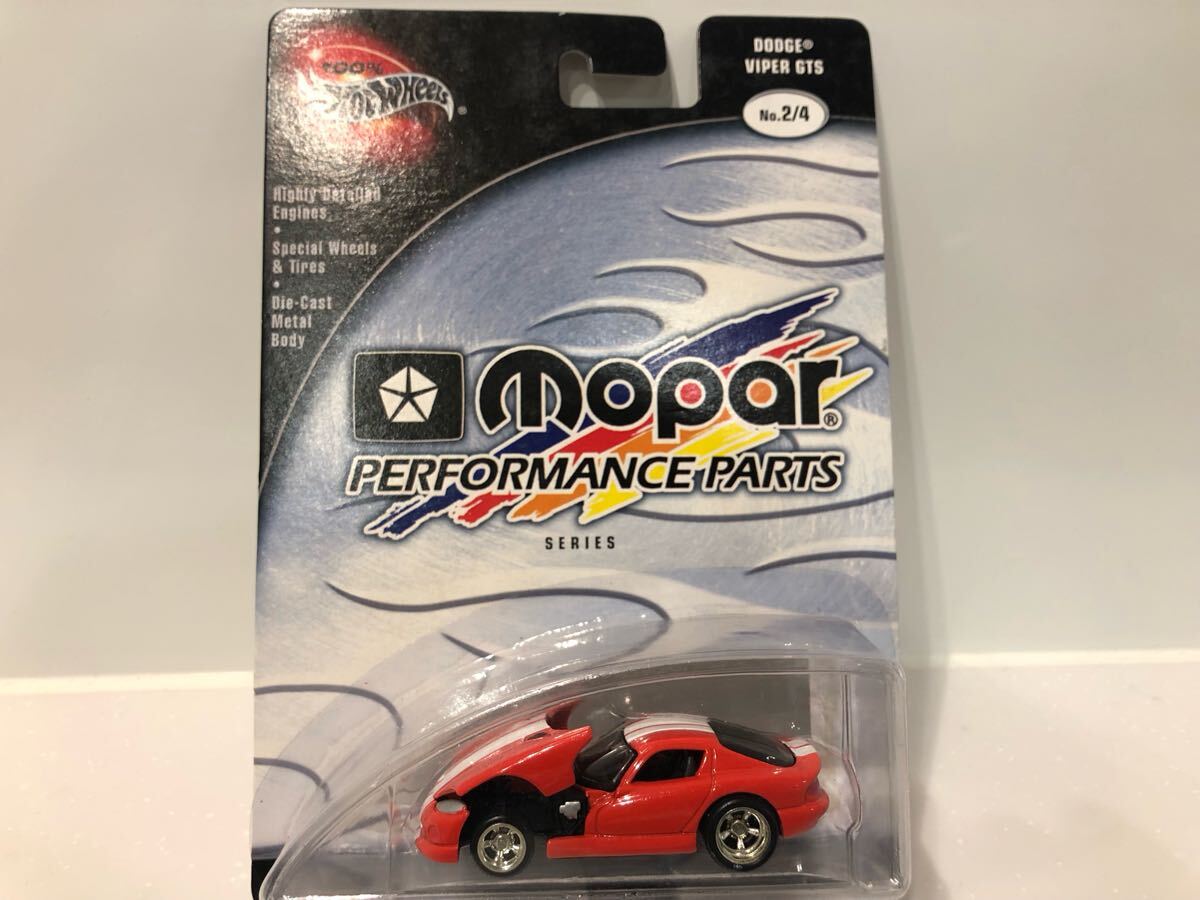 100%
Hot Wheels®
DODGE®
VIPER GTS
No.2/4
Highly Detailed
Engines
•
Special Wheels
& Tires
•
Die-Cast
Metal
Body
mopar®
PERFORMANCE PARTS
SERIES